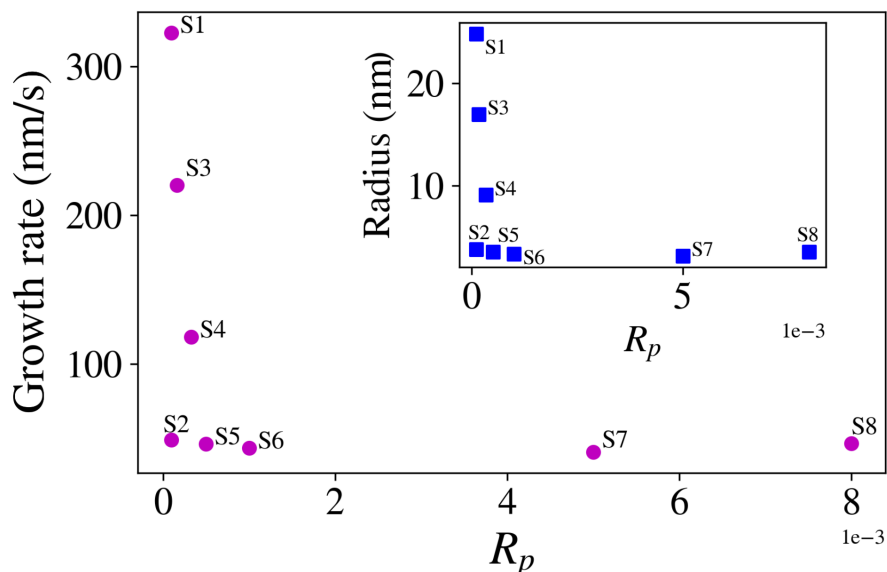 S1
300
S3
200
S4
100
S2
S5
S6
S7
S8
Growth rate (nm/s)
0
2
4
6
8
1e−3
R_p
S1
20
S3
10
S4
S2
S5
S6
S7
S8
Radius (nm)
0
5
1e−3
R_p